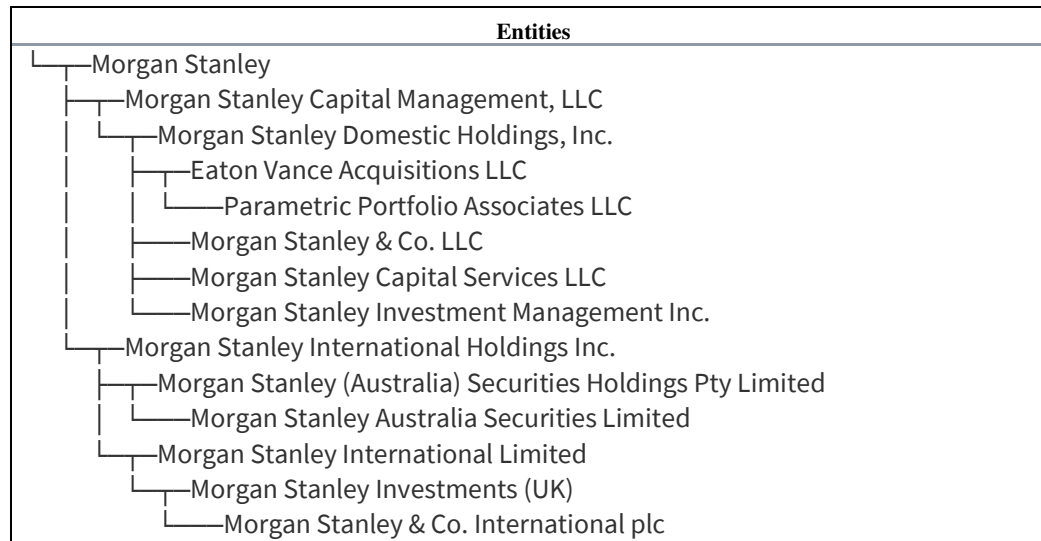 Entities
Morgan Stanley
Morgan Stanley Capital Management, LLC
Morgan Stanley Domestic Holdings, Inc.
Eaton Vance Acquisitions LLC
Parametric Portfolio Associates LLC
Morgan Stanley & Co. LLC
Morgan Stanley Capital Services LLC
Morgan Stanley Investment Management Inc.
Morgan Stanley International Holdings Inc.
Morgan Stanley (Australia) Securities Holdings Pty Limited
Morgan Stanley Australia Securities Limited
Morgan Stanley International Limited
Morgan Stanley Investments (UK)
Morgan Stanley & Co. International plc